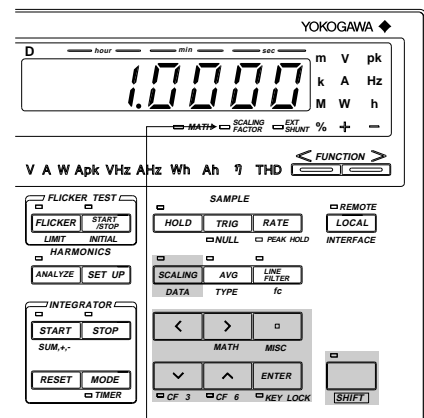 YOKOGAWA
D hour min sec m V pk
1.0000 k A Hz
M W h
MATH SCALING FACTOR EXT SHUNT % + −
V A W Apk VHz AHz Wh Ah η THD < FUNCTION >
FLICKER TEST SAMPLE REMOTE
FLICKER START /STOP HOLD TRIG RATE LOCAL
LIMIT INITIAL NULL PEAK HOLD INTERFACE
HARMONICS
ANALYZE SET UP SCALING AVG LINE FILTER
DATA TYPE fc
INTEGRATOR
START STOP < > ▫
SUM,+,- MATH MISC
RESET MODE ∨ ∧ ENTER
TIMER CF 3 CF 6 KEY LOCK SHIFT